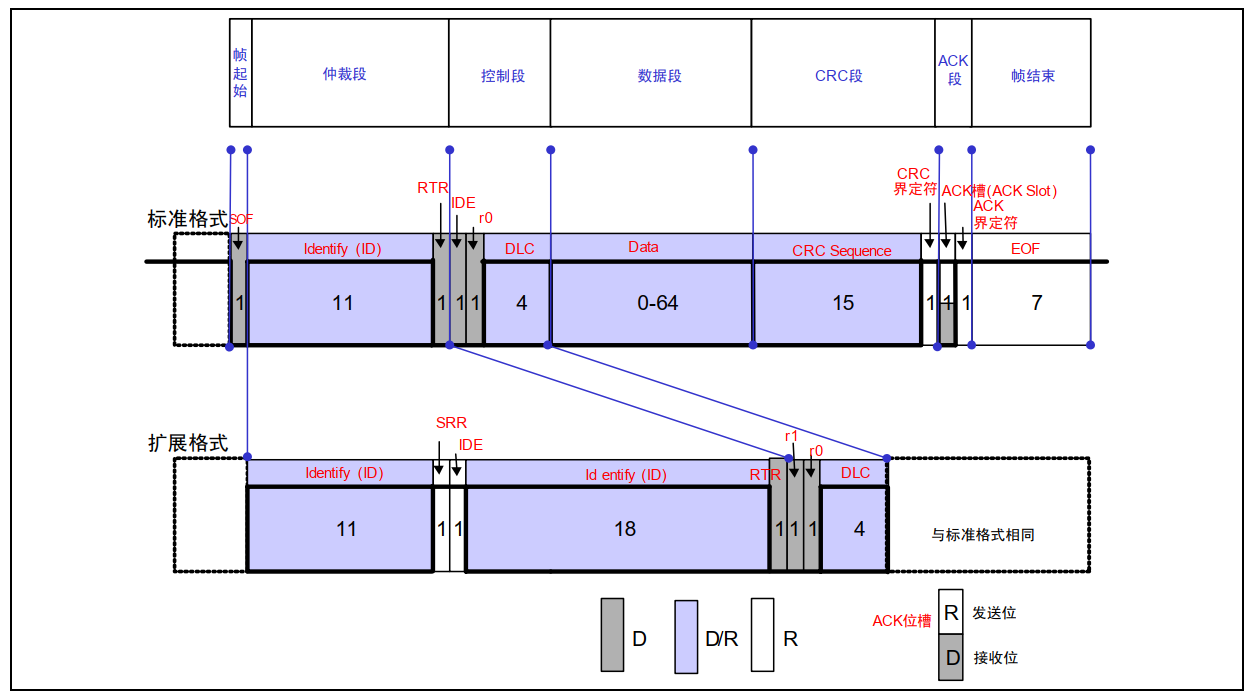 帧
起
始
仲裁段
控制段
数据段
CRC段
ACK
段
帧结束
标准格式
SOF
RTR
IDE
r0
CRC
界定符
ACK槽(ACK Slot)
ACK
界定符
Identify (ID)
DLC
Data
CRC Sequence
EOF
1
11
1
1
1
4
0-64
15
1
1
1
7
扩展格式
SRR
IDE
r1
r0
Identify (ID)
Id entify (ID)
RTR
DLC
11
1
1
18
1
1
1
4
与标准格式相同
D
D/R
R
ACK位槽
R
发送位
D
接收位